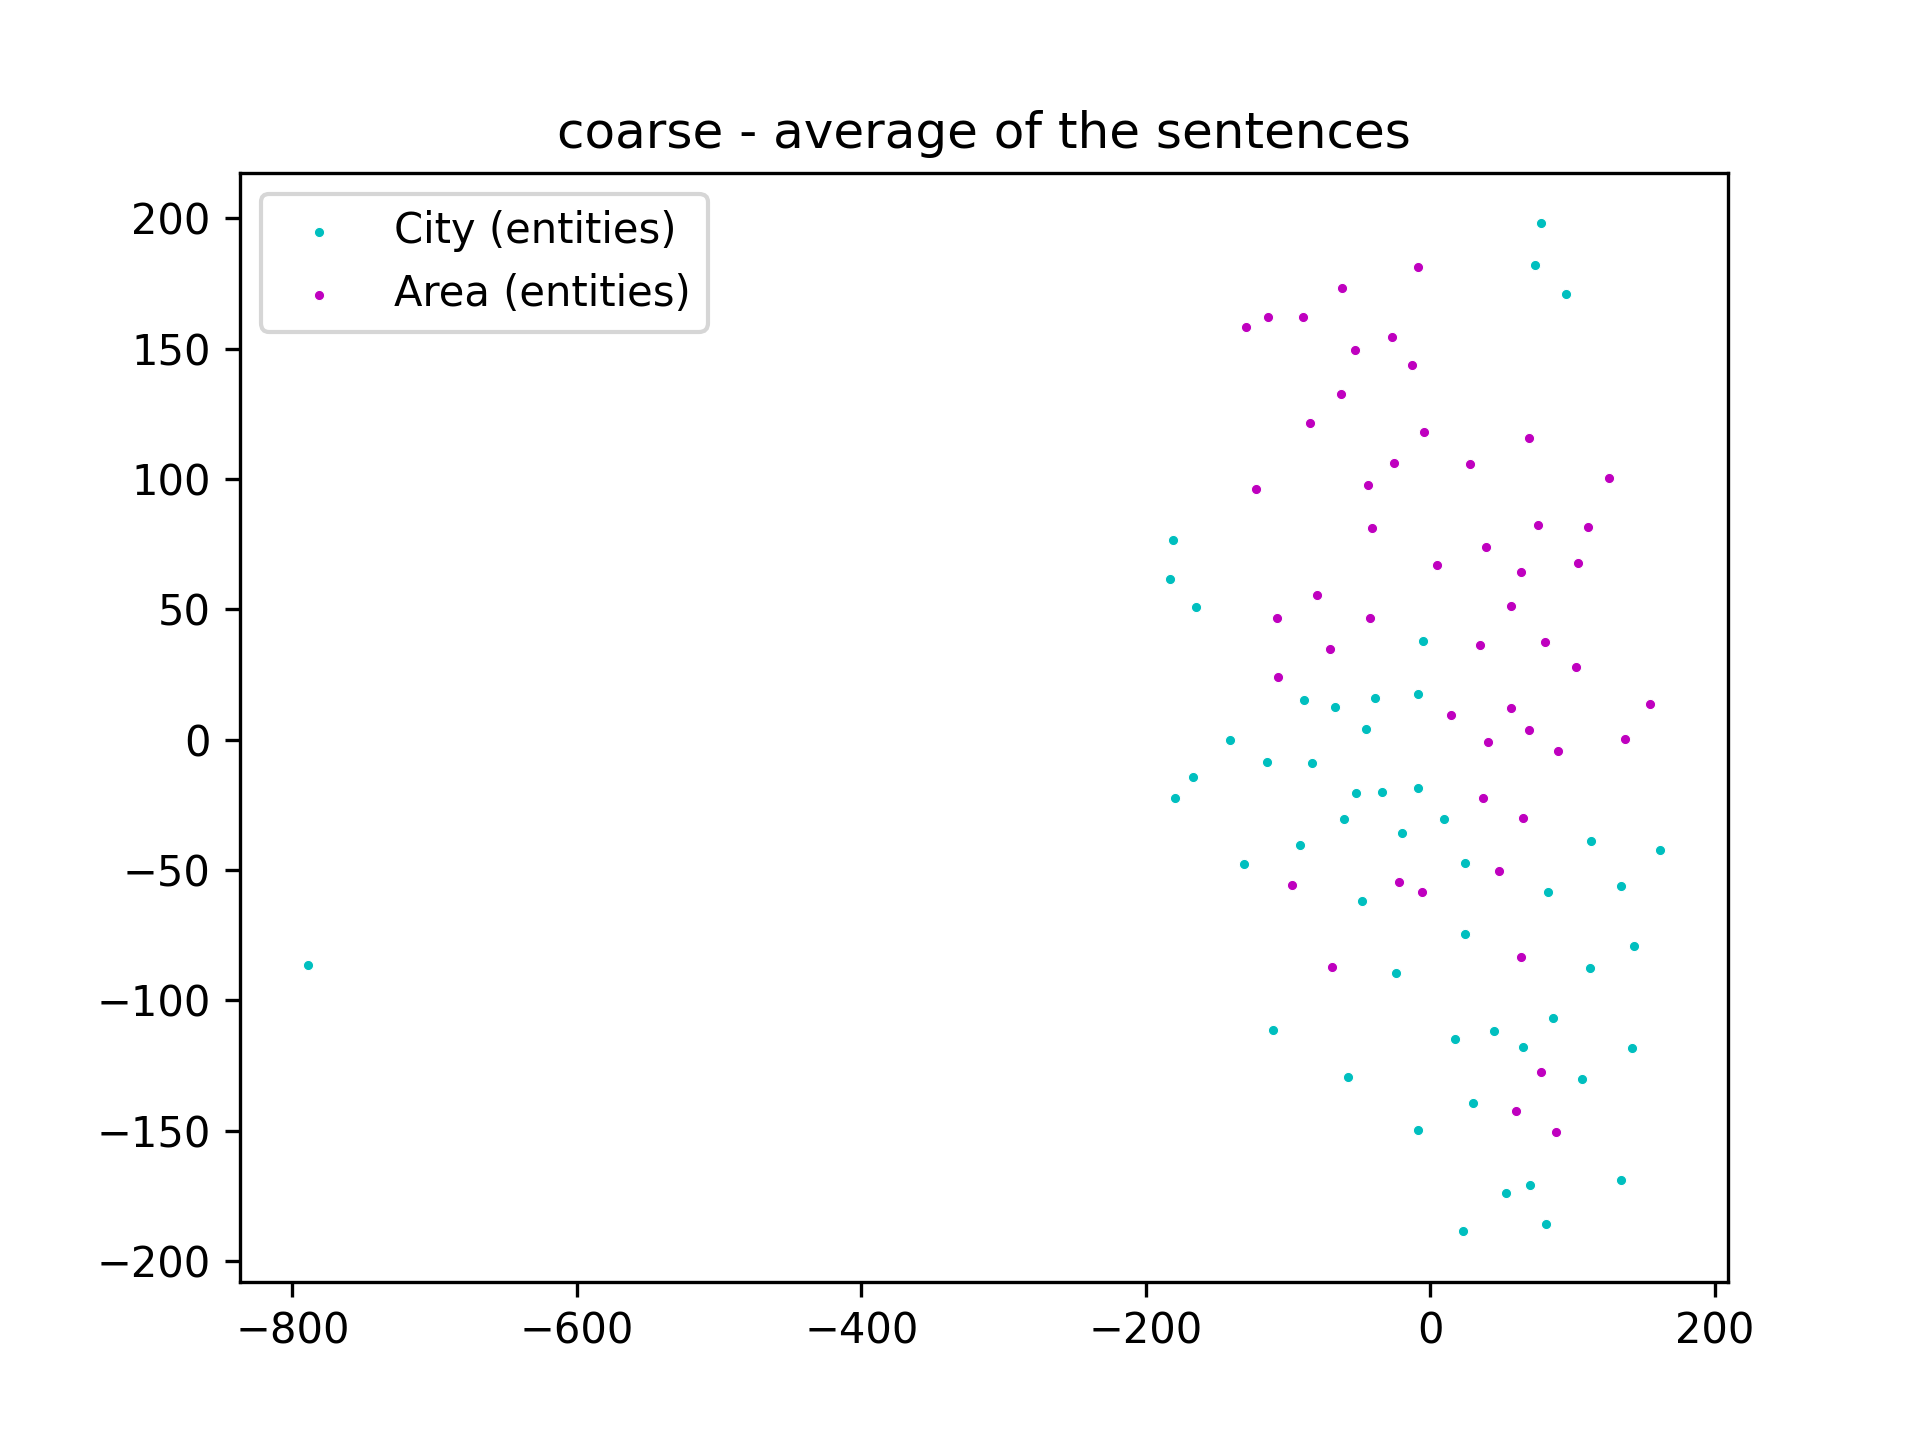 coarse - average of the sentences
City (entities)
Area (entities)
200
150
100
50
0
−50
−100
−150
−200
−800 −600 −400 −200 0 200